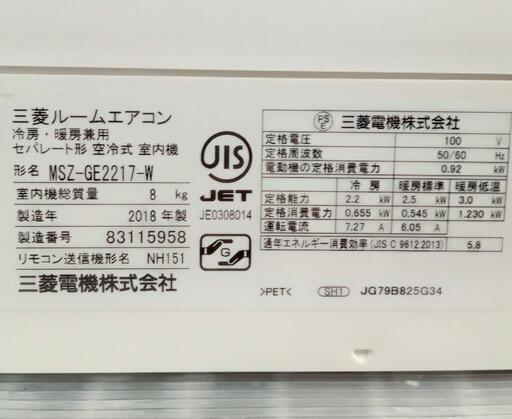 三菱ルームエアコン
冷房・暖房兼用
セパレート形 空冷式 室内機
形名 MSZ-GE2217-W
室内機総質量 8 kg
製造年 2018 年製
製造番号 83115958
リモコン送信機形名 NH151
三菱電機株式会社
JIS
JET
JE0308014
G
PS
E
三菱電機株式会社
定格電圧 100 V
定格周波数 50/60 Hz
電動機の定格消費電力 0.92 kW
冷 房 暖房標準 暖房低温
定格能力 2.2 kW 2.5 kW 3.0 kW
定格消費電力 0.655 kW 0.545 kW 1.230 kW
運転電流 7.27 A 6.05 A
通年エネルギー消費効率(JIS C 9612:2013) 5.8
>PET< SH1 JG79B825G34